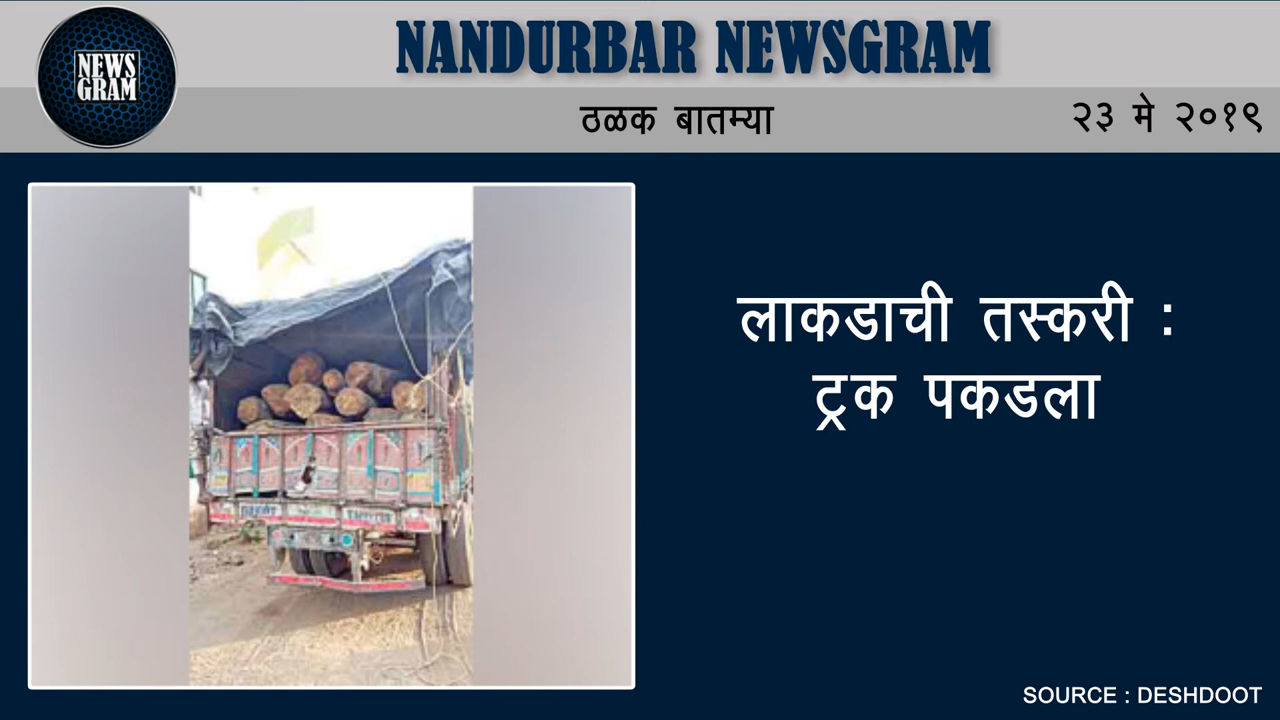 NEWS
GRAM
NANDURBAR NEWSGRAM
ठळक बातम्या
२३ मे २०१९
लाकडाची तस्करी :
ट्रक पकडला
SOURCE : DESHDOOT